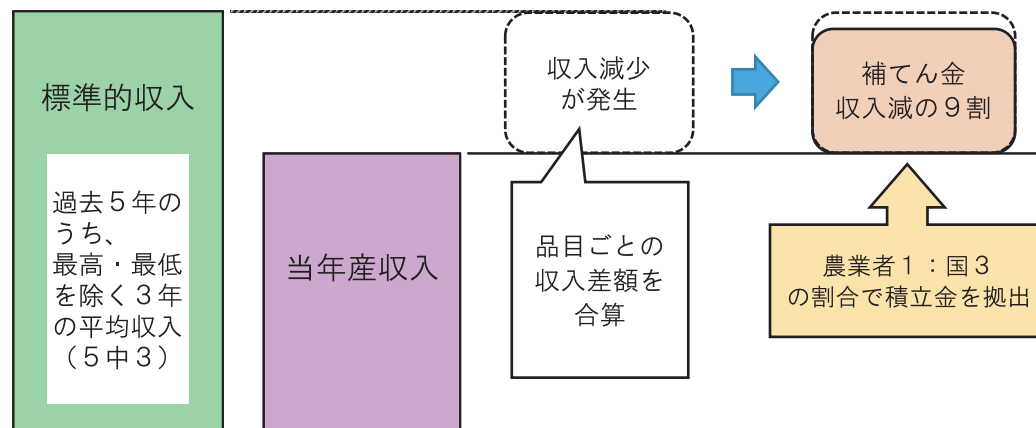 標準的収入
過去５年の
うち、
最高・最低
を除く３年
の平均収入
（５中３）
当年産収入
収入減少
が発生
品目ごとの
収入差額を
合算
補てん金
収入減の９割
農業者１：国３
の割合で積立金を拠出